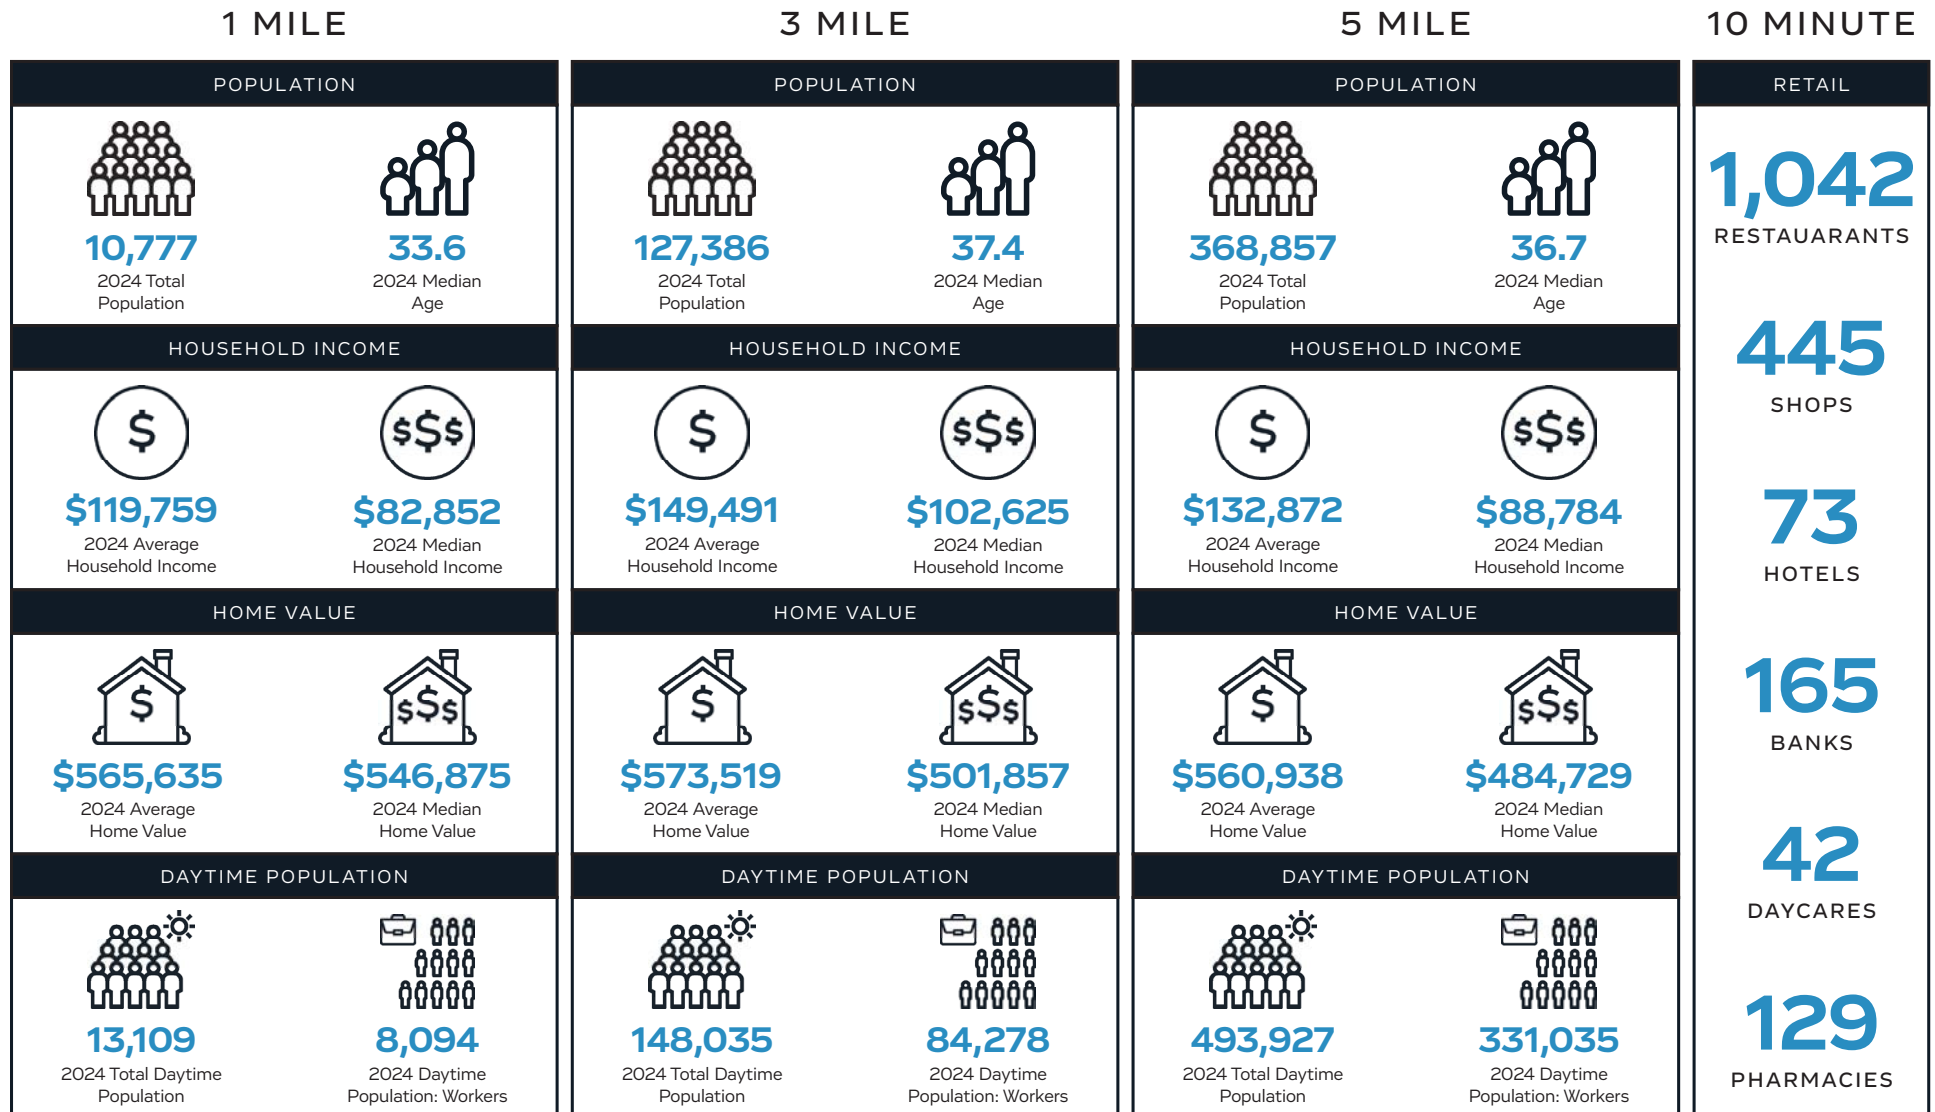 1 MILE
POPULATION
10,777
2024 Total
Population
33.6
2024 Median
Age
HOUSEHOLD INCOME
$
$119,759
2024 Average
Household Income
$$$
$82,852
2024 Median
Household Income
HOME VALUE
$
$565,635
2024 Average
Home Value
$$$
$546,875
2024 Median
Home Value
DAYTIME POPULATION
13,109
2024 Total Daytime
Population
8,094
2024 Daytime
Population: Workers
3 MILE
POPULATION
127,386
2024 Total
Population
37.4
2024 Median
Age
HOUSEHOLD INCOME
$
$149,491
2024 Average
Household Income
$$$
$102,625
2024 Median
Household Income
HOME VALUE
$
$573,519
2024 Average
Home Value
$$$
$501,857
2024 Median
Home Value
DAYTIME POPULATION
148,035
2024 Total Daytime
Population
84,278
2024 Daytime
Population: Workers
5 MILE
POPULATION
368,857
2024 Total
Population
36.7
2024 Median
Age
HOUSEHOLD INCOME
$
$132,872
2024 Average
Household Income
$$$
$88,784
2024 Median
Household Income
HOME VALUE
$
$560,938
2024 Average
Home Value
$$$
$484,729
2024 Median
Home Value
DAYTIME POPULATION
493,927
2024 Total Daytime
Population
331,035
2024 Daytime
Population: Workers
10 MINUTE
RETAIL
1,042
RESTAUARANTS
445
SHOPS
73
HOTELS
165
BANKS
42
DAYCARES
129
PHARMACIES